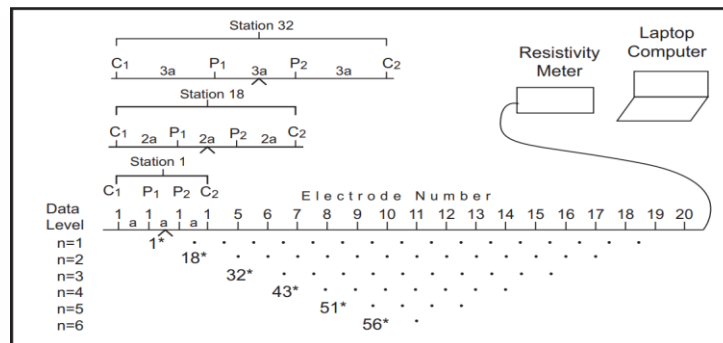 Station 32
C1 P1 P2 C2
3a 3a 3a
Station 18
C1 P1 P2 C2
2a 2a 2a
Station 1
C1 P1 P2 C2
Resistivity Meter
Laptop Computer
Electrode Number
Data Level
1 1 1 1 5 6 7 8 9 10 11 12 13 14 15 16 17 18 19 20
a a a
n=1 1*
n=2 18*
n=3 32*
n=4 43*
n=5 51*
n=6 56*